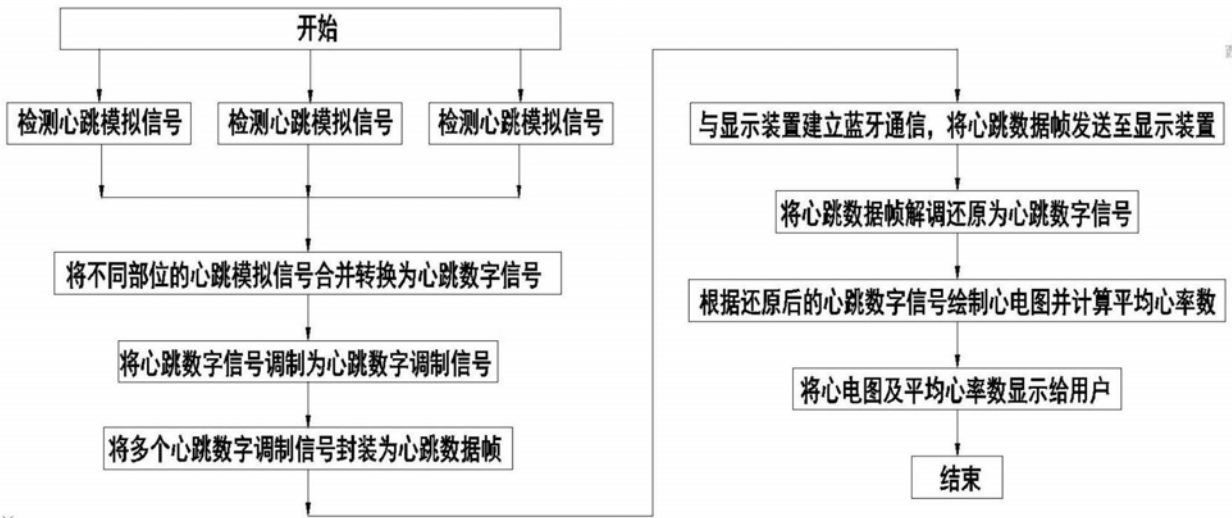 开始
检测心跳模拟信号
检测心跳模拟信号
检测心跳模拟信号
将不同部位的心跳模拟信号合并转换为心跳数字信号
将心跳数字信号调制为心跳数字调制信号
将多个心跳数字调制信号封装为心跳数据帧
与显示装置建立蓝牙通信，将心跳数据帧发送至显示装置
将心跳数据帧解调还原为心跳数字信号
根据还原后的心跳数字信号绘制心电图并计算平均心率数
将心电图及平均心率数显示给用户
结束